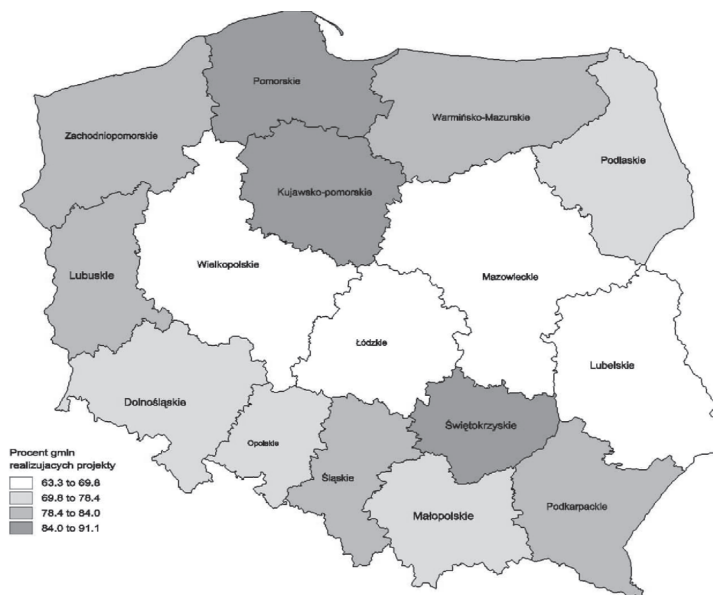 Pomorskie
Warmińsko-Mazurskie
Zachodniopomorskie
Podlaskie
Kujawsko-pomorskie
Wielkopolskie
Lubuskie
Mazowieckie
Łódzkie
Lubelskie
Dolnośląskie
Świętokrzyskie
Opolskie
Śląskie
Podkarpackie
Małopolskie
Procent gmin
realizujacych projekty
63.3 to 69.8
69.8 to 78.4
78.4 to 84.0
84.0 to 91.1